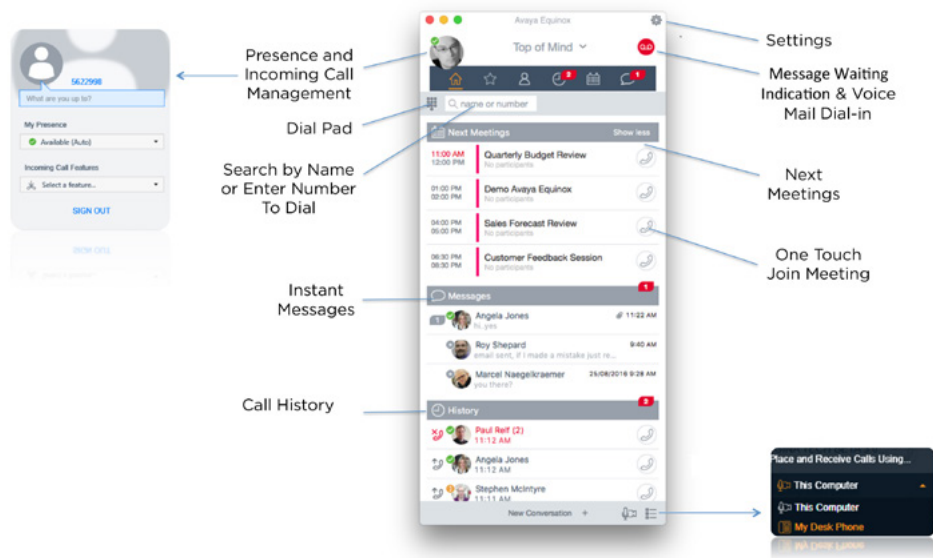 Avaya Equinox
Top of Mind
2
1
name or number
Next Meetings
Show less
11:00 AM
12:00 PM
Quarterly Budget Review
No participants
01:00 PM
02:00 PM
Demo Avaya Equinox
No participants
04:00 PM
05:00 PM
Sales Forecast Review
No participants
08:30 PM
Customer Feedback Session
No participants
Messages
1
1
Angela Jones
11:22 AM
hi. yes
Roy Shepard
9:40 AM
email sent, if i made a mistake just re...
Marcel Naegelkraemer
25/08/2016 9:28 AM
you there?
History
2
Paul Relf (2)
11:12 AM
Angela Jones
11:12 AM
Stephen McIntyre
11:11 AM
New Conversation +
5622998
What are you up to?
My Presence
Available (Auto)
Incoming Call Features
Select a feature...
SIGN OUT
Presence and
Incoming Call
Management
Dial Pad
Search by Name
or Enter Number
To Dial
Instant
Messages
Call History
Settings
Message Waiting
Indication & Voice
Mail Dial-in
Next
Meetings
One Touch
Join Meeting
Place and Receive Calls Using...
This Computer
This Computer
My Desk Phone